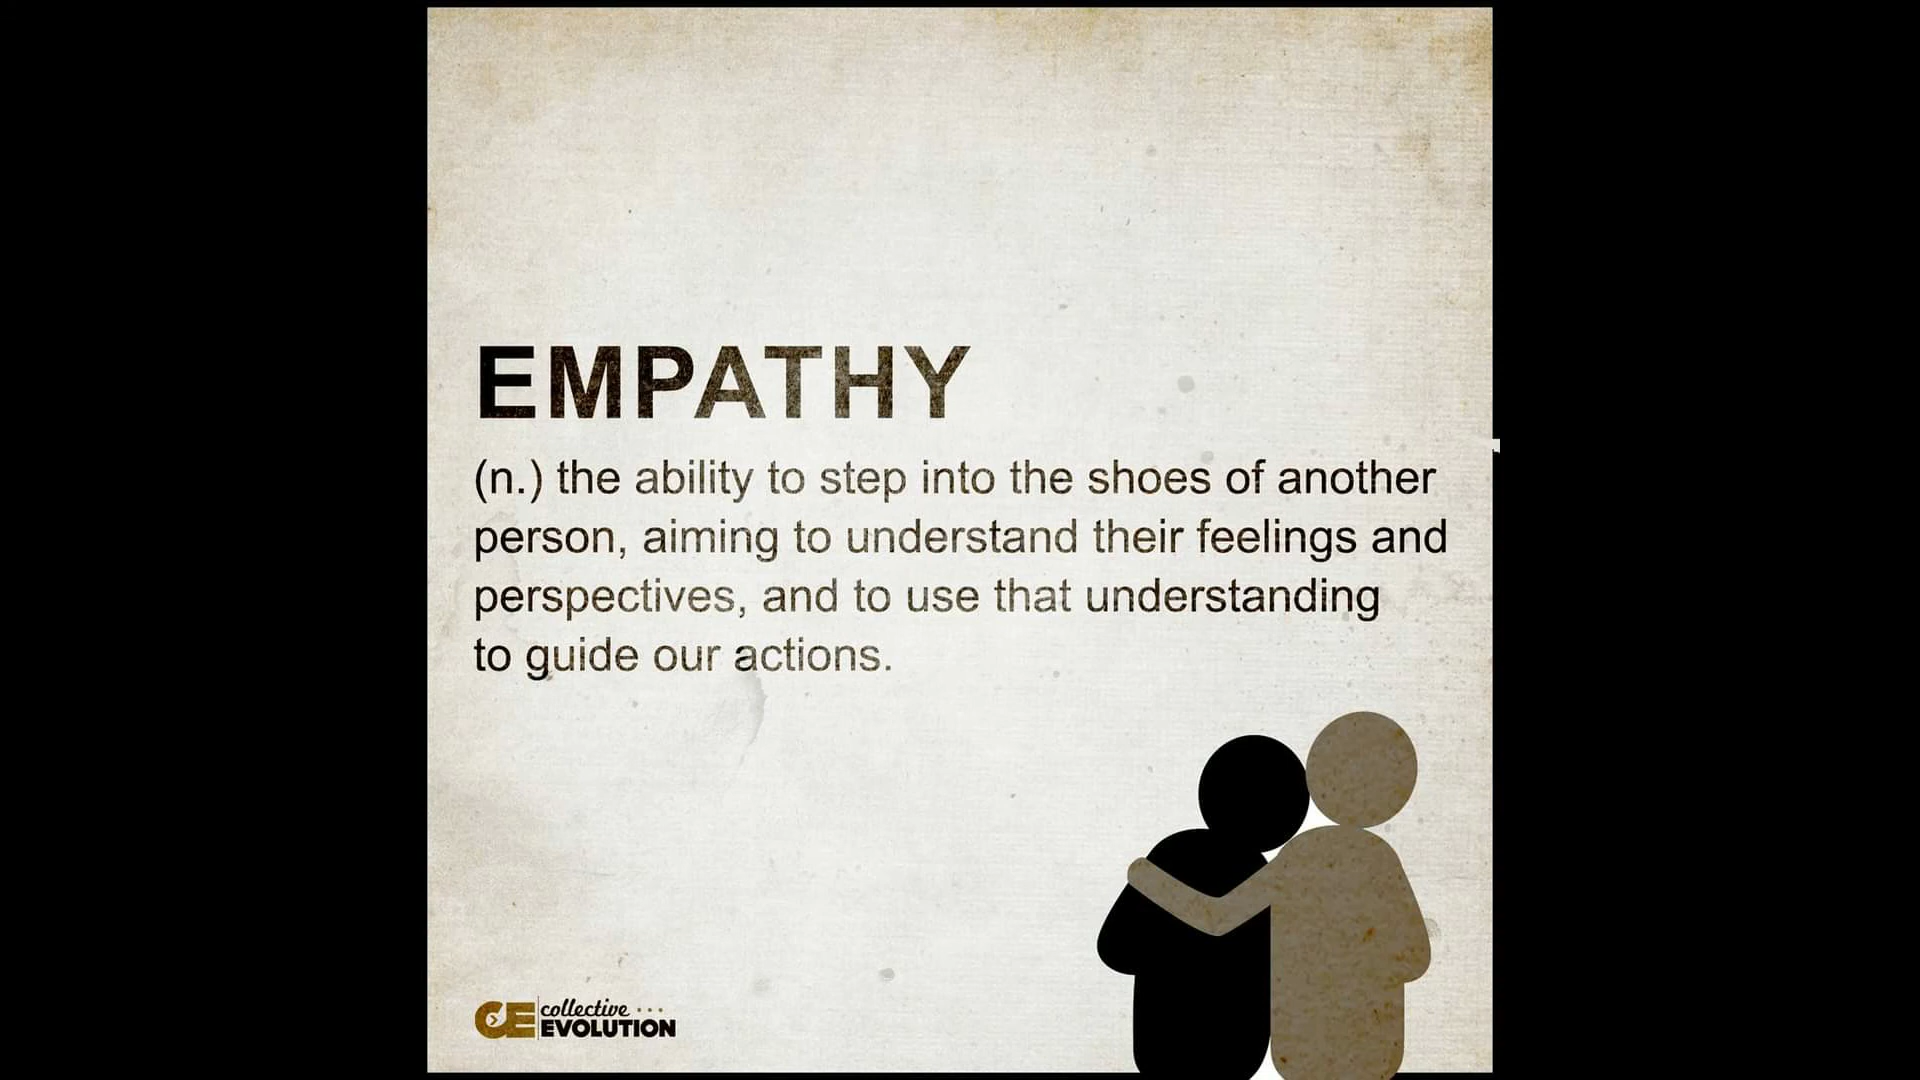 EMPATHY
(n.) the ability to step into the shoes of another
person, aiming to understand their feelings and
perspectives, and to use that understanding
to guide our actions.
CE collective ...
EVOLUTION